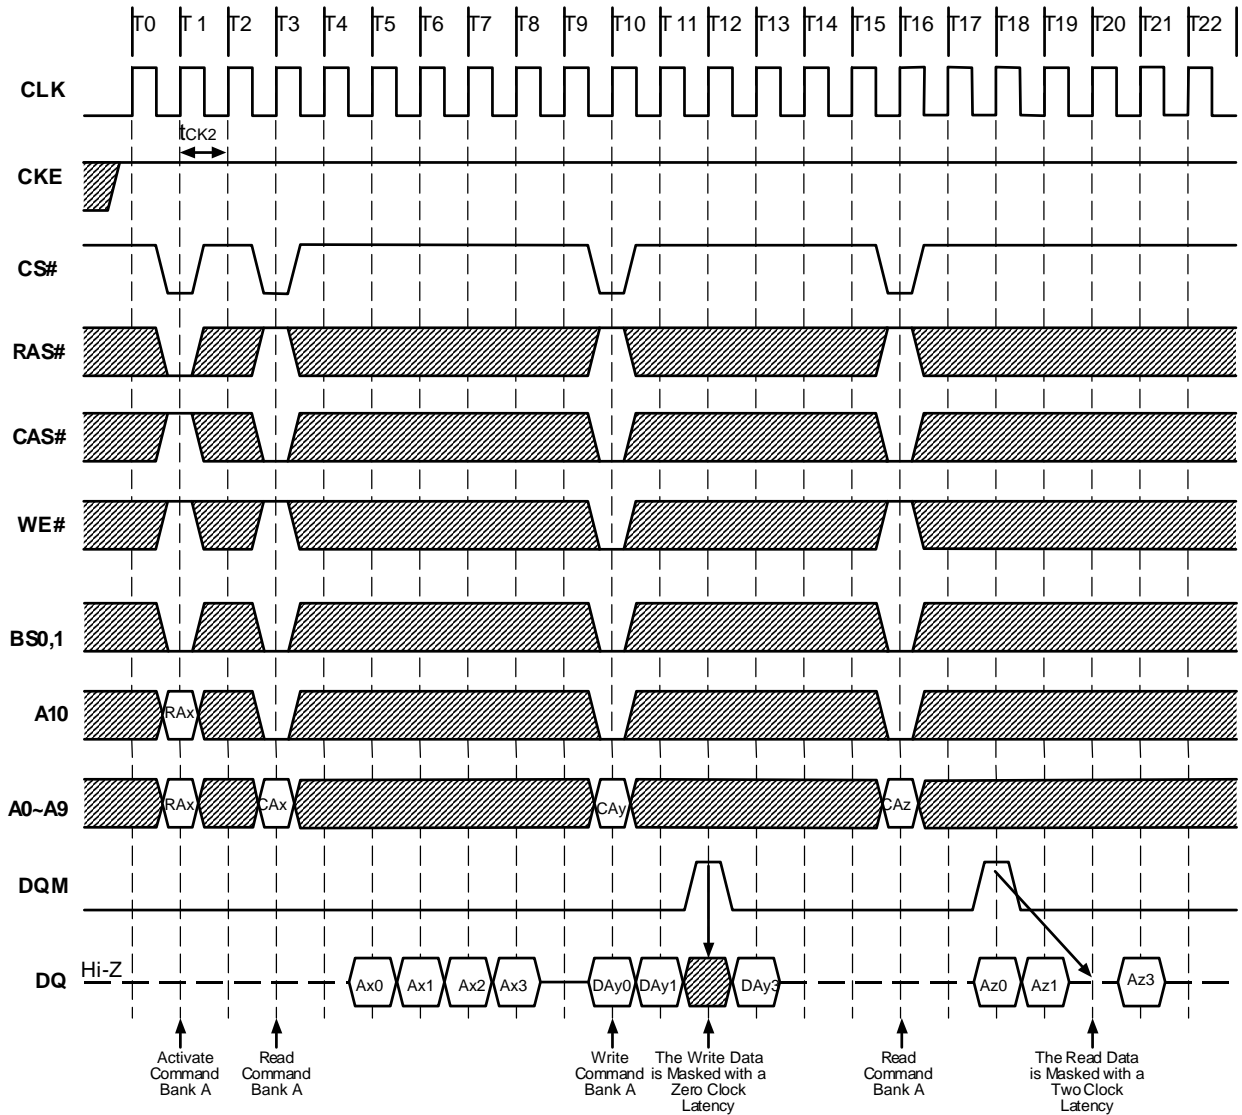 T0 T 1 T2 T3 T4 T5 T6 T7 T8 T9 T10 T 11 T12 T13 T14 T15 T16 T17 T18 T19 T20 T21 T22
CLK
tCK2
CKE
CS#
RAS#
CAS#
WE#
BS0,1
A10
RAx
A0~A9
RAx CAx CAy CAz
DQM
Hi-Z
DQ
Ax0 Ax1 Ax2 Ax3 DAy0 DAy1 DAy3 Az0 Az1 Az3
Activate
Command
Bank A
Read
Command
Bank A
Write
Command
Bank A
The Write Data
is Masked with a
Zero Clock
Latency
Read
Command
Bank A
The Read Data
is Masked with a
Two Clock
Latency